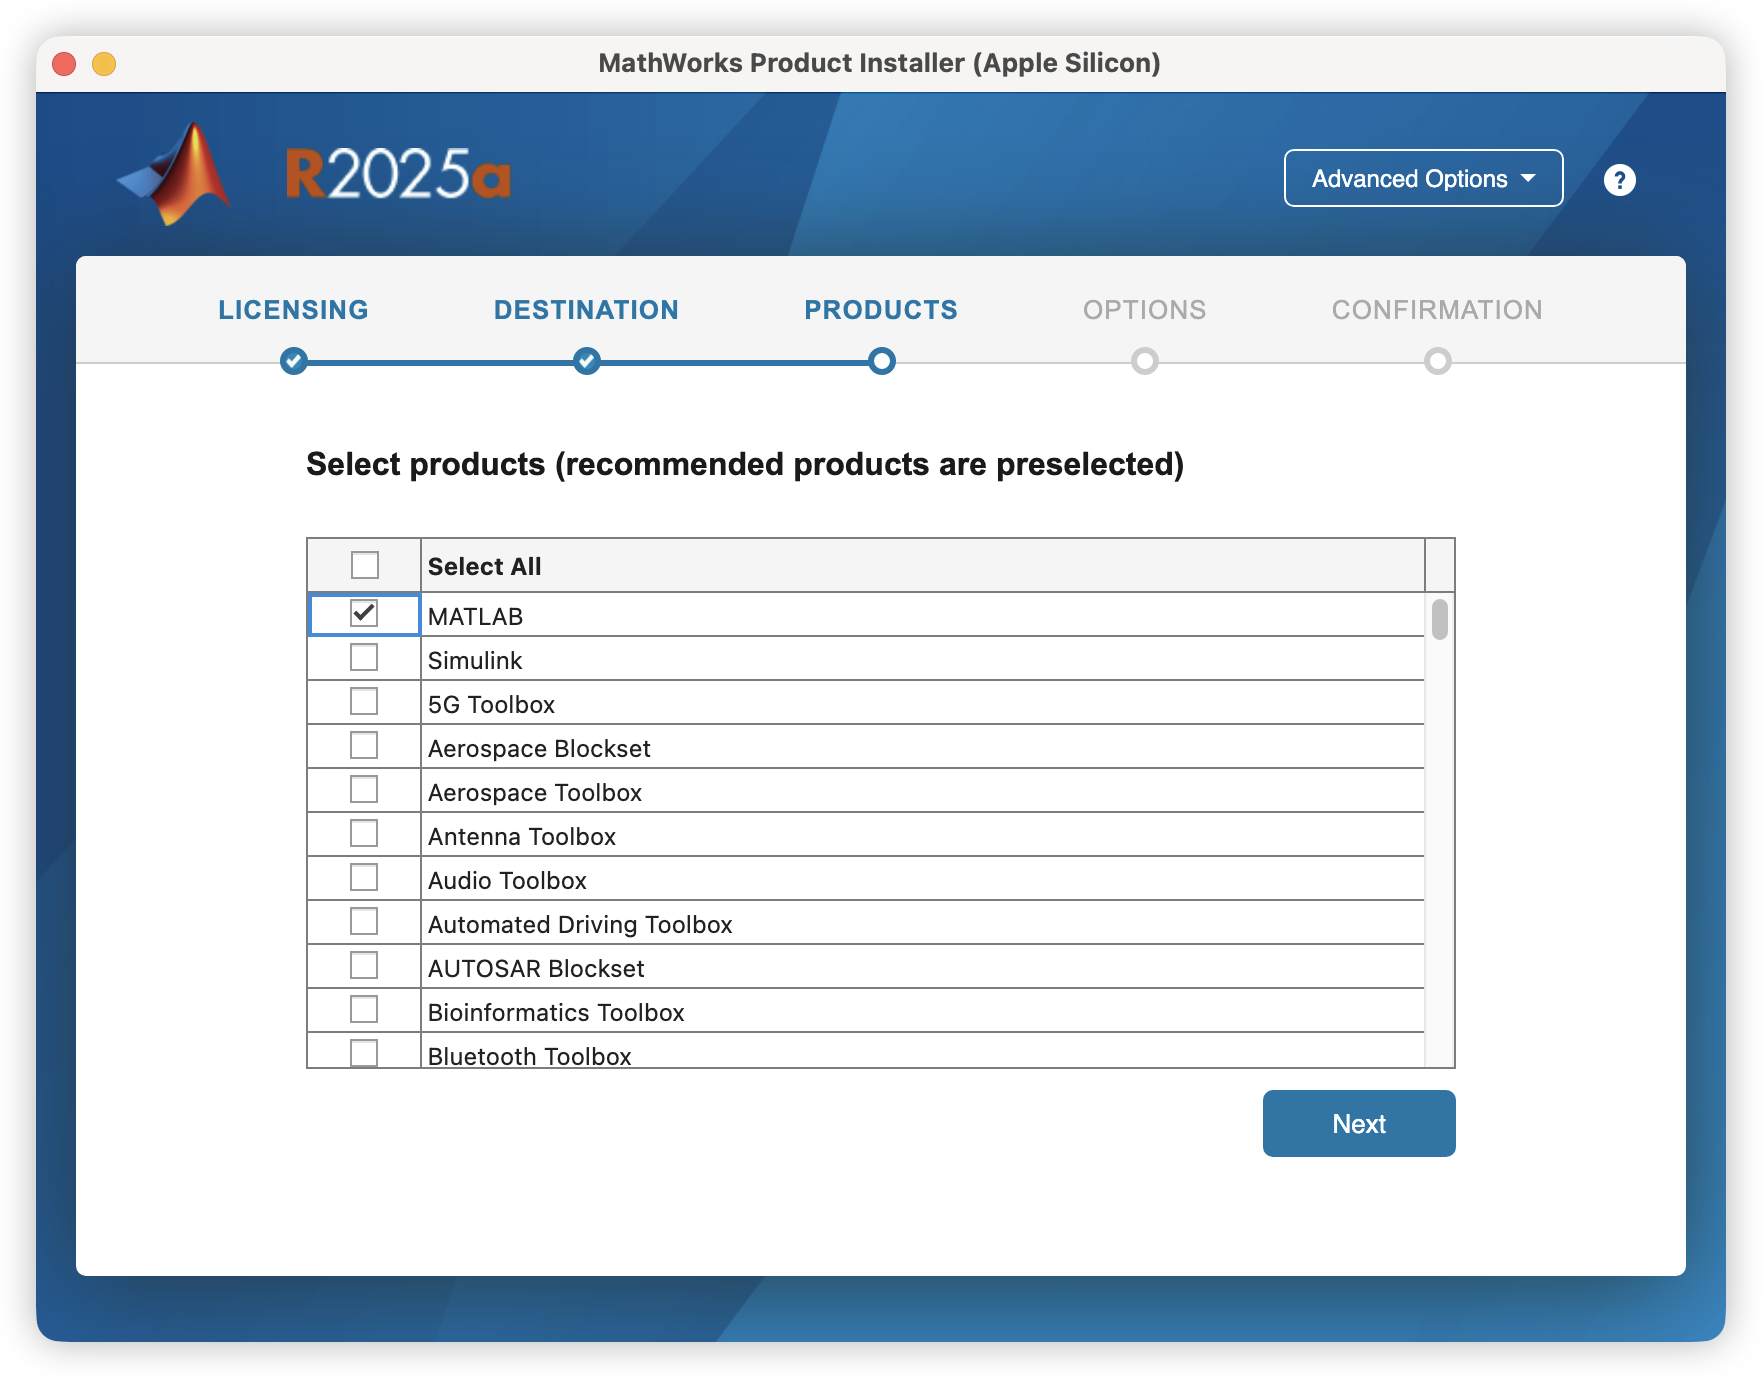 MathWorks Product Installer (Apple Silicon)
R2025a
Advanced Options
?
LICENSING DESTINATION PRODUCTS OPTIONS CONFIRMATION
Select products (recommended products are preselected)
Select All
MATLAB
Simulink
5G Toolbox
Aerospace Blockset
Aerospace Toolbox
Antenna Toolbox
Audio Toolbox
Automated Driving Toolbox
AUTOSAR Blockset
Bioinformatics Toolbox
Bluetooth Toolbox
Next